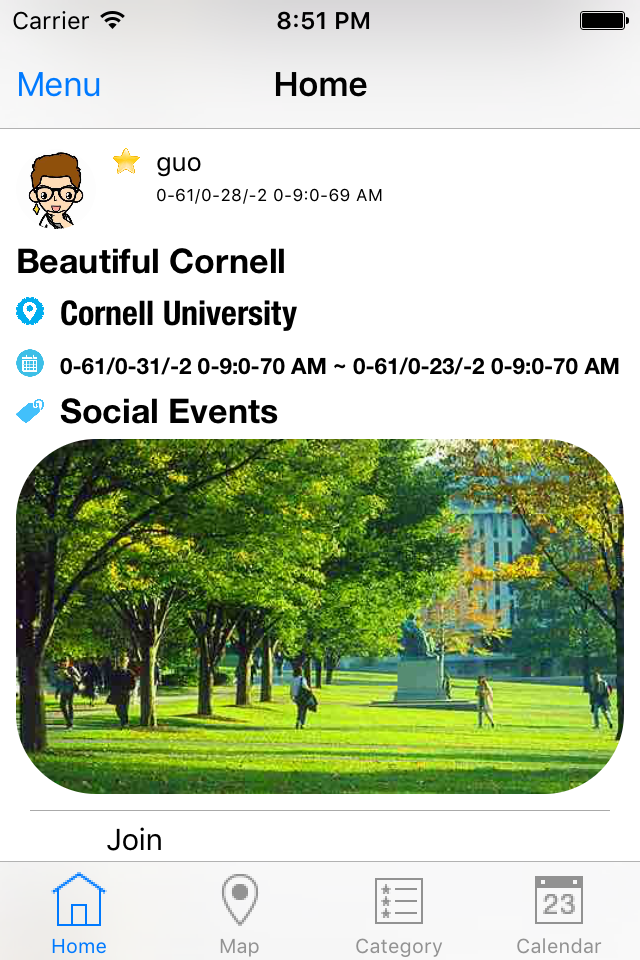 Carrier 8:51 PM
Menu Home
guo
0-61/0-28/-2 0-9:0-69 AM
Beautiful Cornell
Cornell University
0-61/0-31/-2 0-9:0-70 AM ~ 0-61/0-23/-2 0-9:0-70 AM
Social Events
Join
23
Home Map Category Calendar